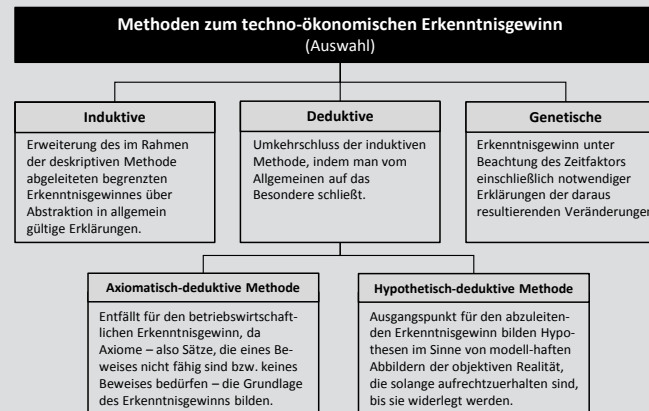 Methoden zum techno-ökonomischen Erkenntnisgewinn
(Auswahl)
Induktive
Erweiterung des im Rahmen
der deskriptiven Methode
abgeleiteten begrenzten
Erkenntnisgewinnes über
Abstraktion in allgemein
gültige Erklärungen.
Deduktive
Umkehrschluss der induktiven
Methode, indem man vom
Allgemeinen auf das
Besondere schließt.
Genetische
Erkenntnisgewinn unter
Beachtung des Zeitfaktors
einschließlich notwendiger
Erklärungen der daraus
resultierenden Veränderungen
Axiomatisch-deduktive Methode
Entfällt für den betriebswirtschaft-
lichen Erkenntnisgewinn, da
Axiome – also Sätze, die eines Be-
weises nicht fähig sind bzw. keines
Beweises bedürfen – die Grundlage
des Erkenntnisgewinns bilden.
Hypothetisch-deduktive Methode
Ausgangspunkt für den abzuleiten-
den Erkenntnisgewinn bilden Hypo-
thesen im Sinne von modell-haften
Abbildern der objektiven Realität,
die solange aufrechtzuerhalten sind,
bis sie widerlegt werden.